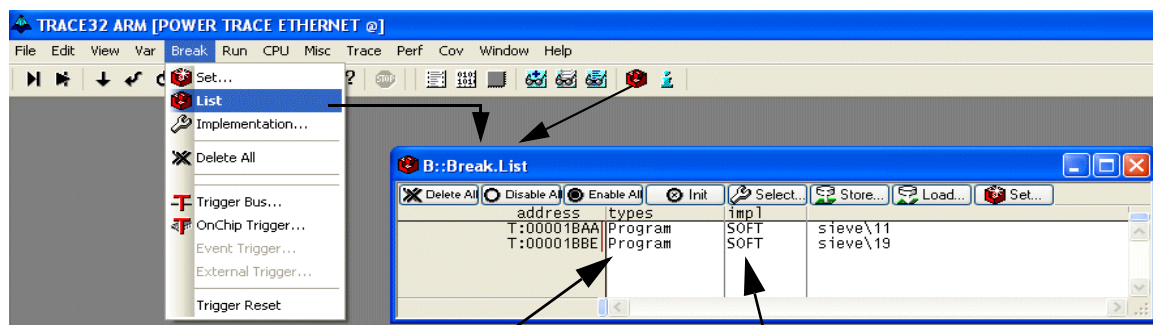 TRACE32 ARM [POWER TRACE ETHERNET @]
File Edit View Var Break Run CPU Misc Trace Perf Cov Window Help
Set...
List
Implementation...
Delete All
Trigger Bus...
OnChip Trigger...
Event Trigger...
External Trigger...
Trigger Reset
B::Break.List
Delete All Disable All Enable All Init Select... Store... Load... Set...
address types impl
T:00001BAA Program SOFT sieve\11
T:00001BBE Program SOFT sieve\19